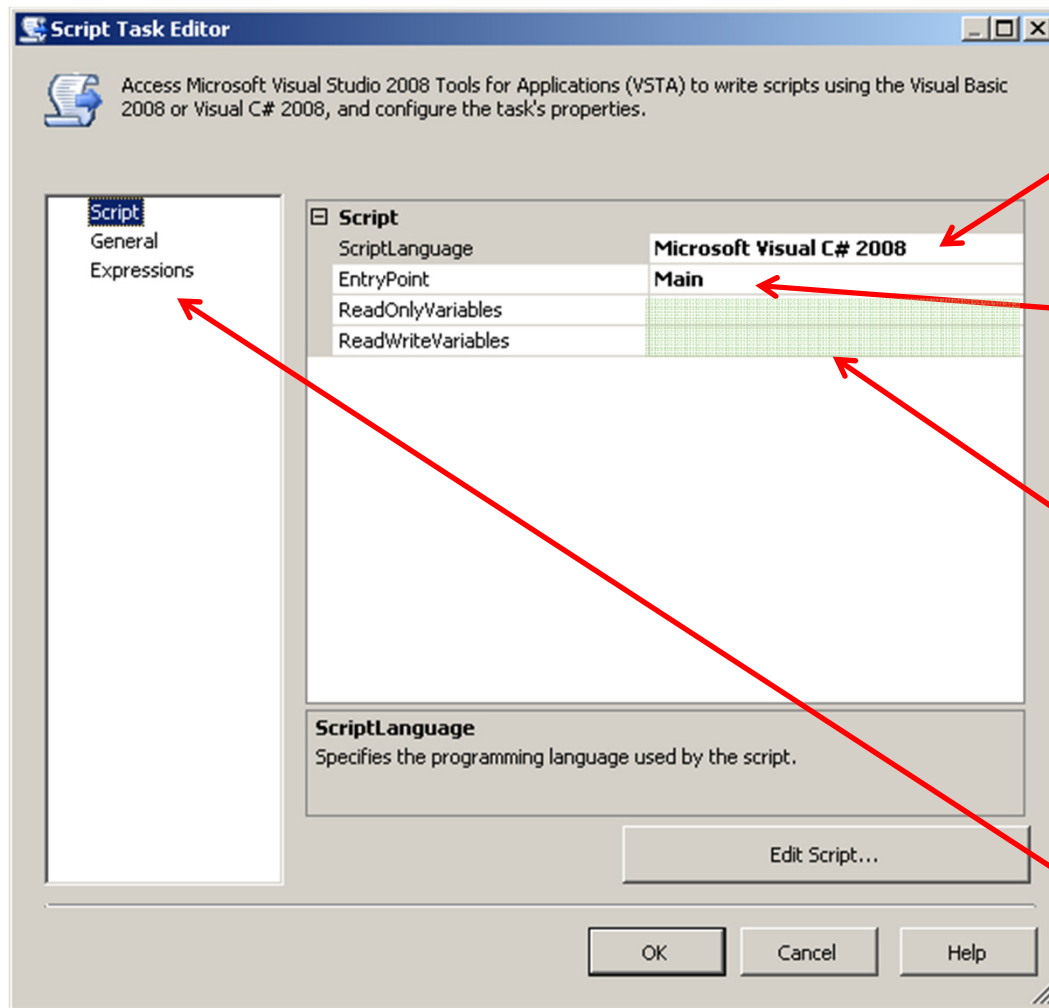 Script Task Editor
Access Microsoft Visual Studio 2008 Tools for Applications (VSTA) to write scripts using the Visual Basic
2008 or Visual C# 2008, and configure the task's properties.
Script
General
Expressions
Script
ScriptLanguage Microsoft Visual C# 2008
EntryPoint Main
ReadOnlyVariables
ReadWriteVariables
ScriptLanguage
Specifies the programming language used by the script.
Edit Script...
OK Cancel Help